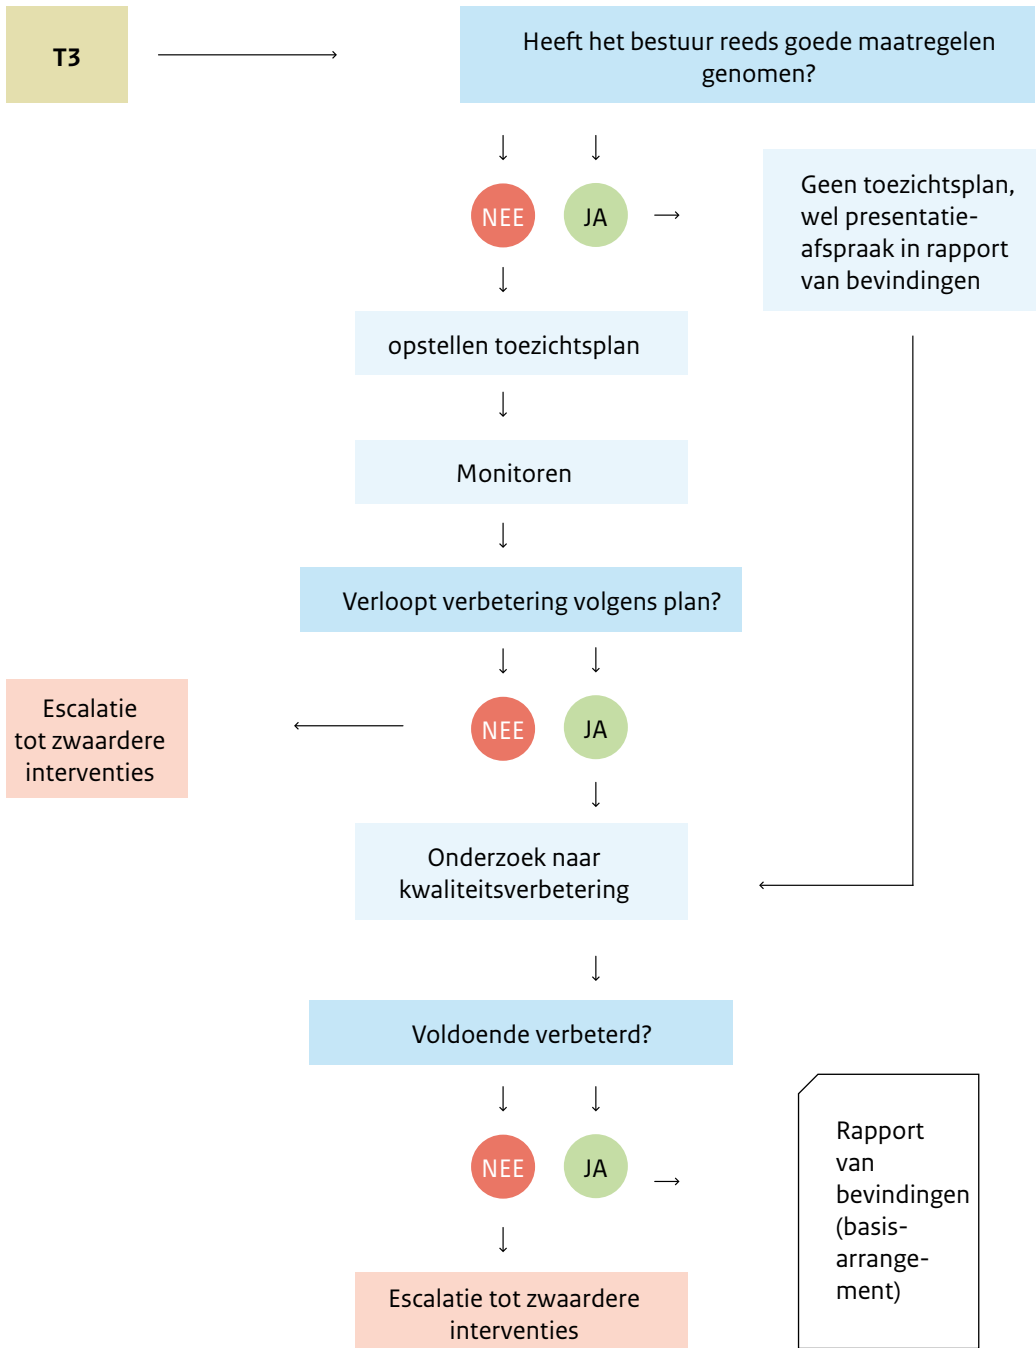 T3
Heeft het bestuur reeds goede maatregelen
genomen?
NEE
JA
Geen toezichtsplan,
wel presentatie-
afspraak in rapport
van bevindingen
opstellen toezichtsplan
Monitoren
Verloopt verbetering volgens plan?
NEE
JA
Escalatie
tot zwaardere
interventies
Onderzoek naar
kwaliteitsverbetering
Voldoende verbeterd?
NEE
JA
Rapport
van
bevindingen
(basis-
arrange-
ment)
Escalatie tot zwaardere
interventies